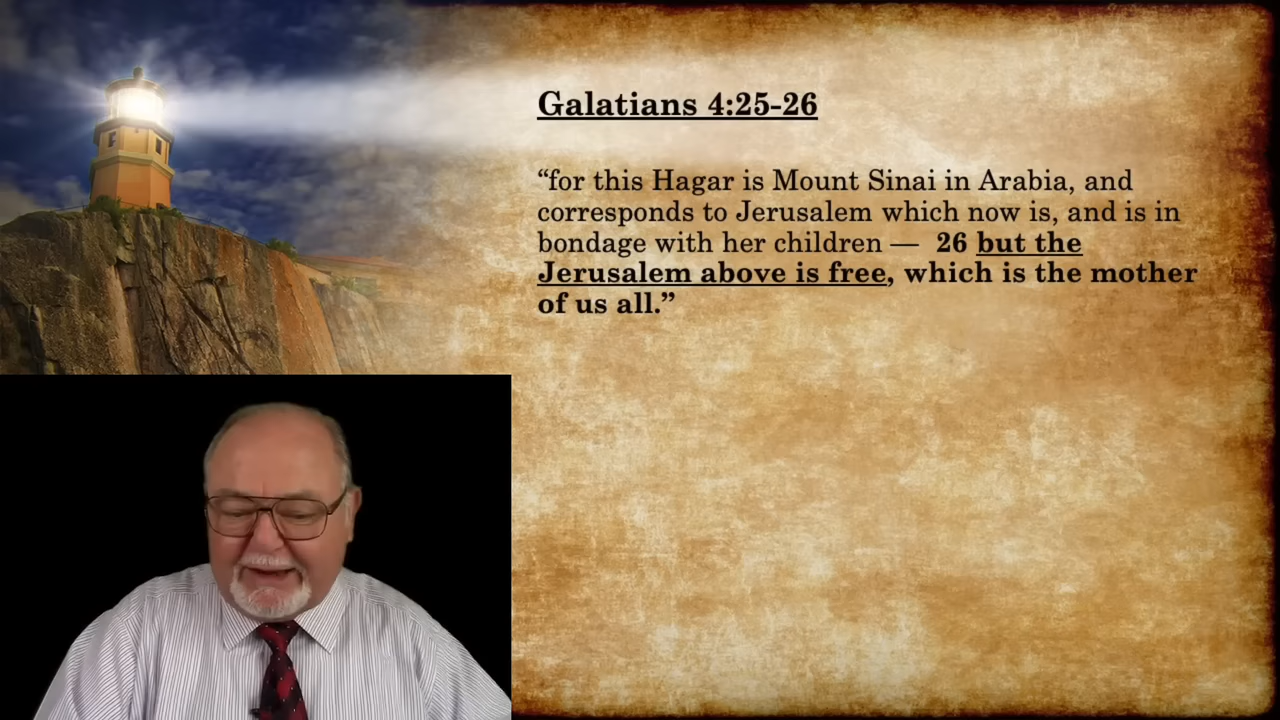 Galatians 4:25-26
“for this Hagar is Mount Sinai in Arabia, and
corresponds to Jerusalem which now is, and is in
bondage with her children —  26 but the
Jerusalem above is free, which is the mother
of us all.”